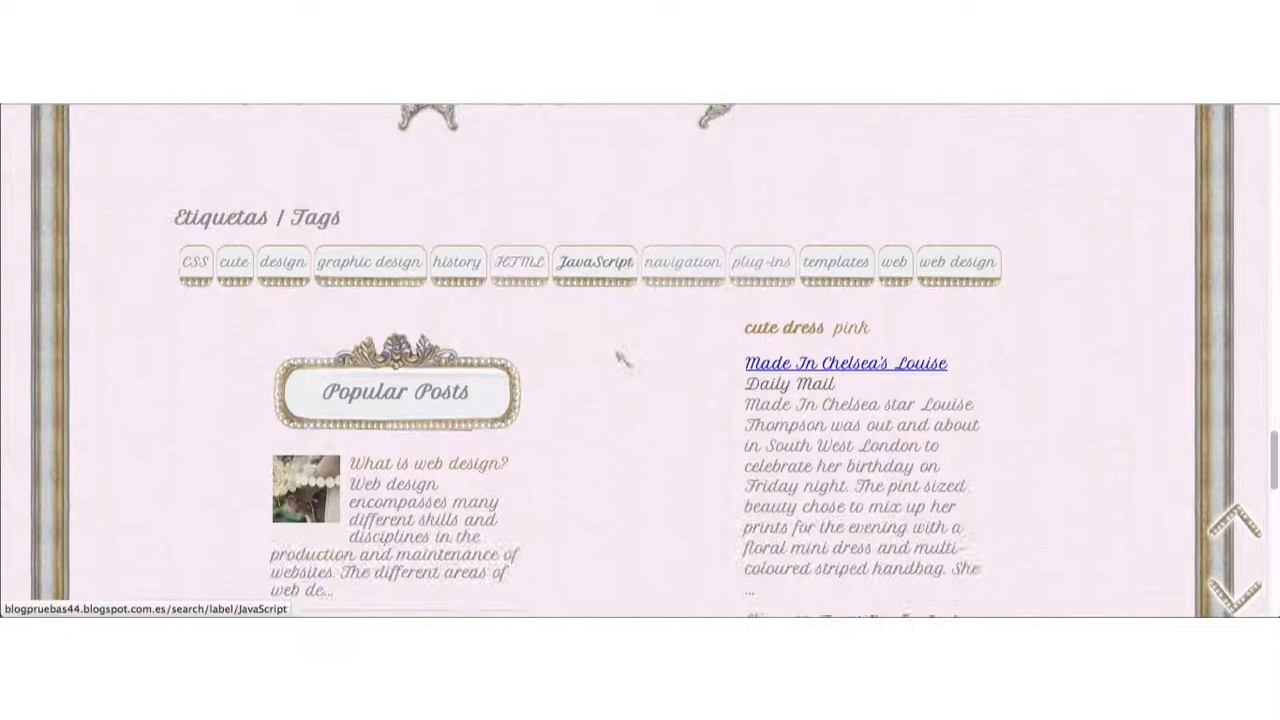 Etiquetas / Tags
CSS cute design graphic design history HTML JavaScript navigation plug-ins templates web web design
Popular Posts
What is web design?
Web design
encompasses many
different skills and
disciplines in the
production and maintenance of
websites. The different areas of
web de...
cute dress pink
Made In Chelsea's Louise
Daily Mail
Made In Chelsea star Louise
Thompson was out and about
in South West London to
celebrate her birthday on
Friday night. The pint sized
beauty chose to mix up her
prints for the evening with a
floral mini dress and multi-
coloured striped handbag. She
...
blogpruebas44.blogspot.com.es/search/label/JavaScript